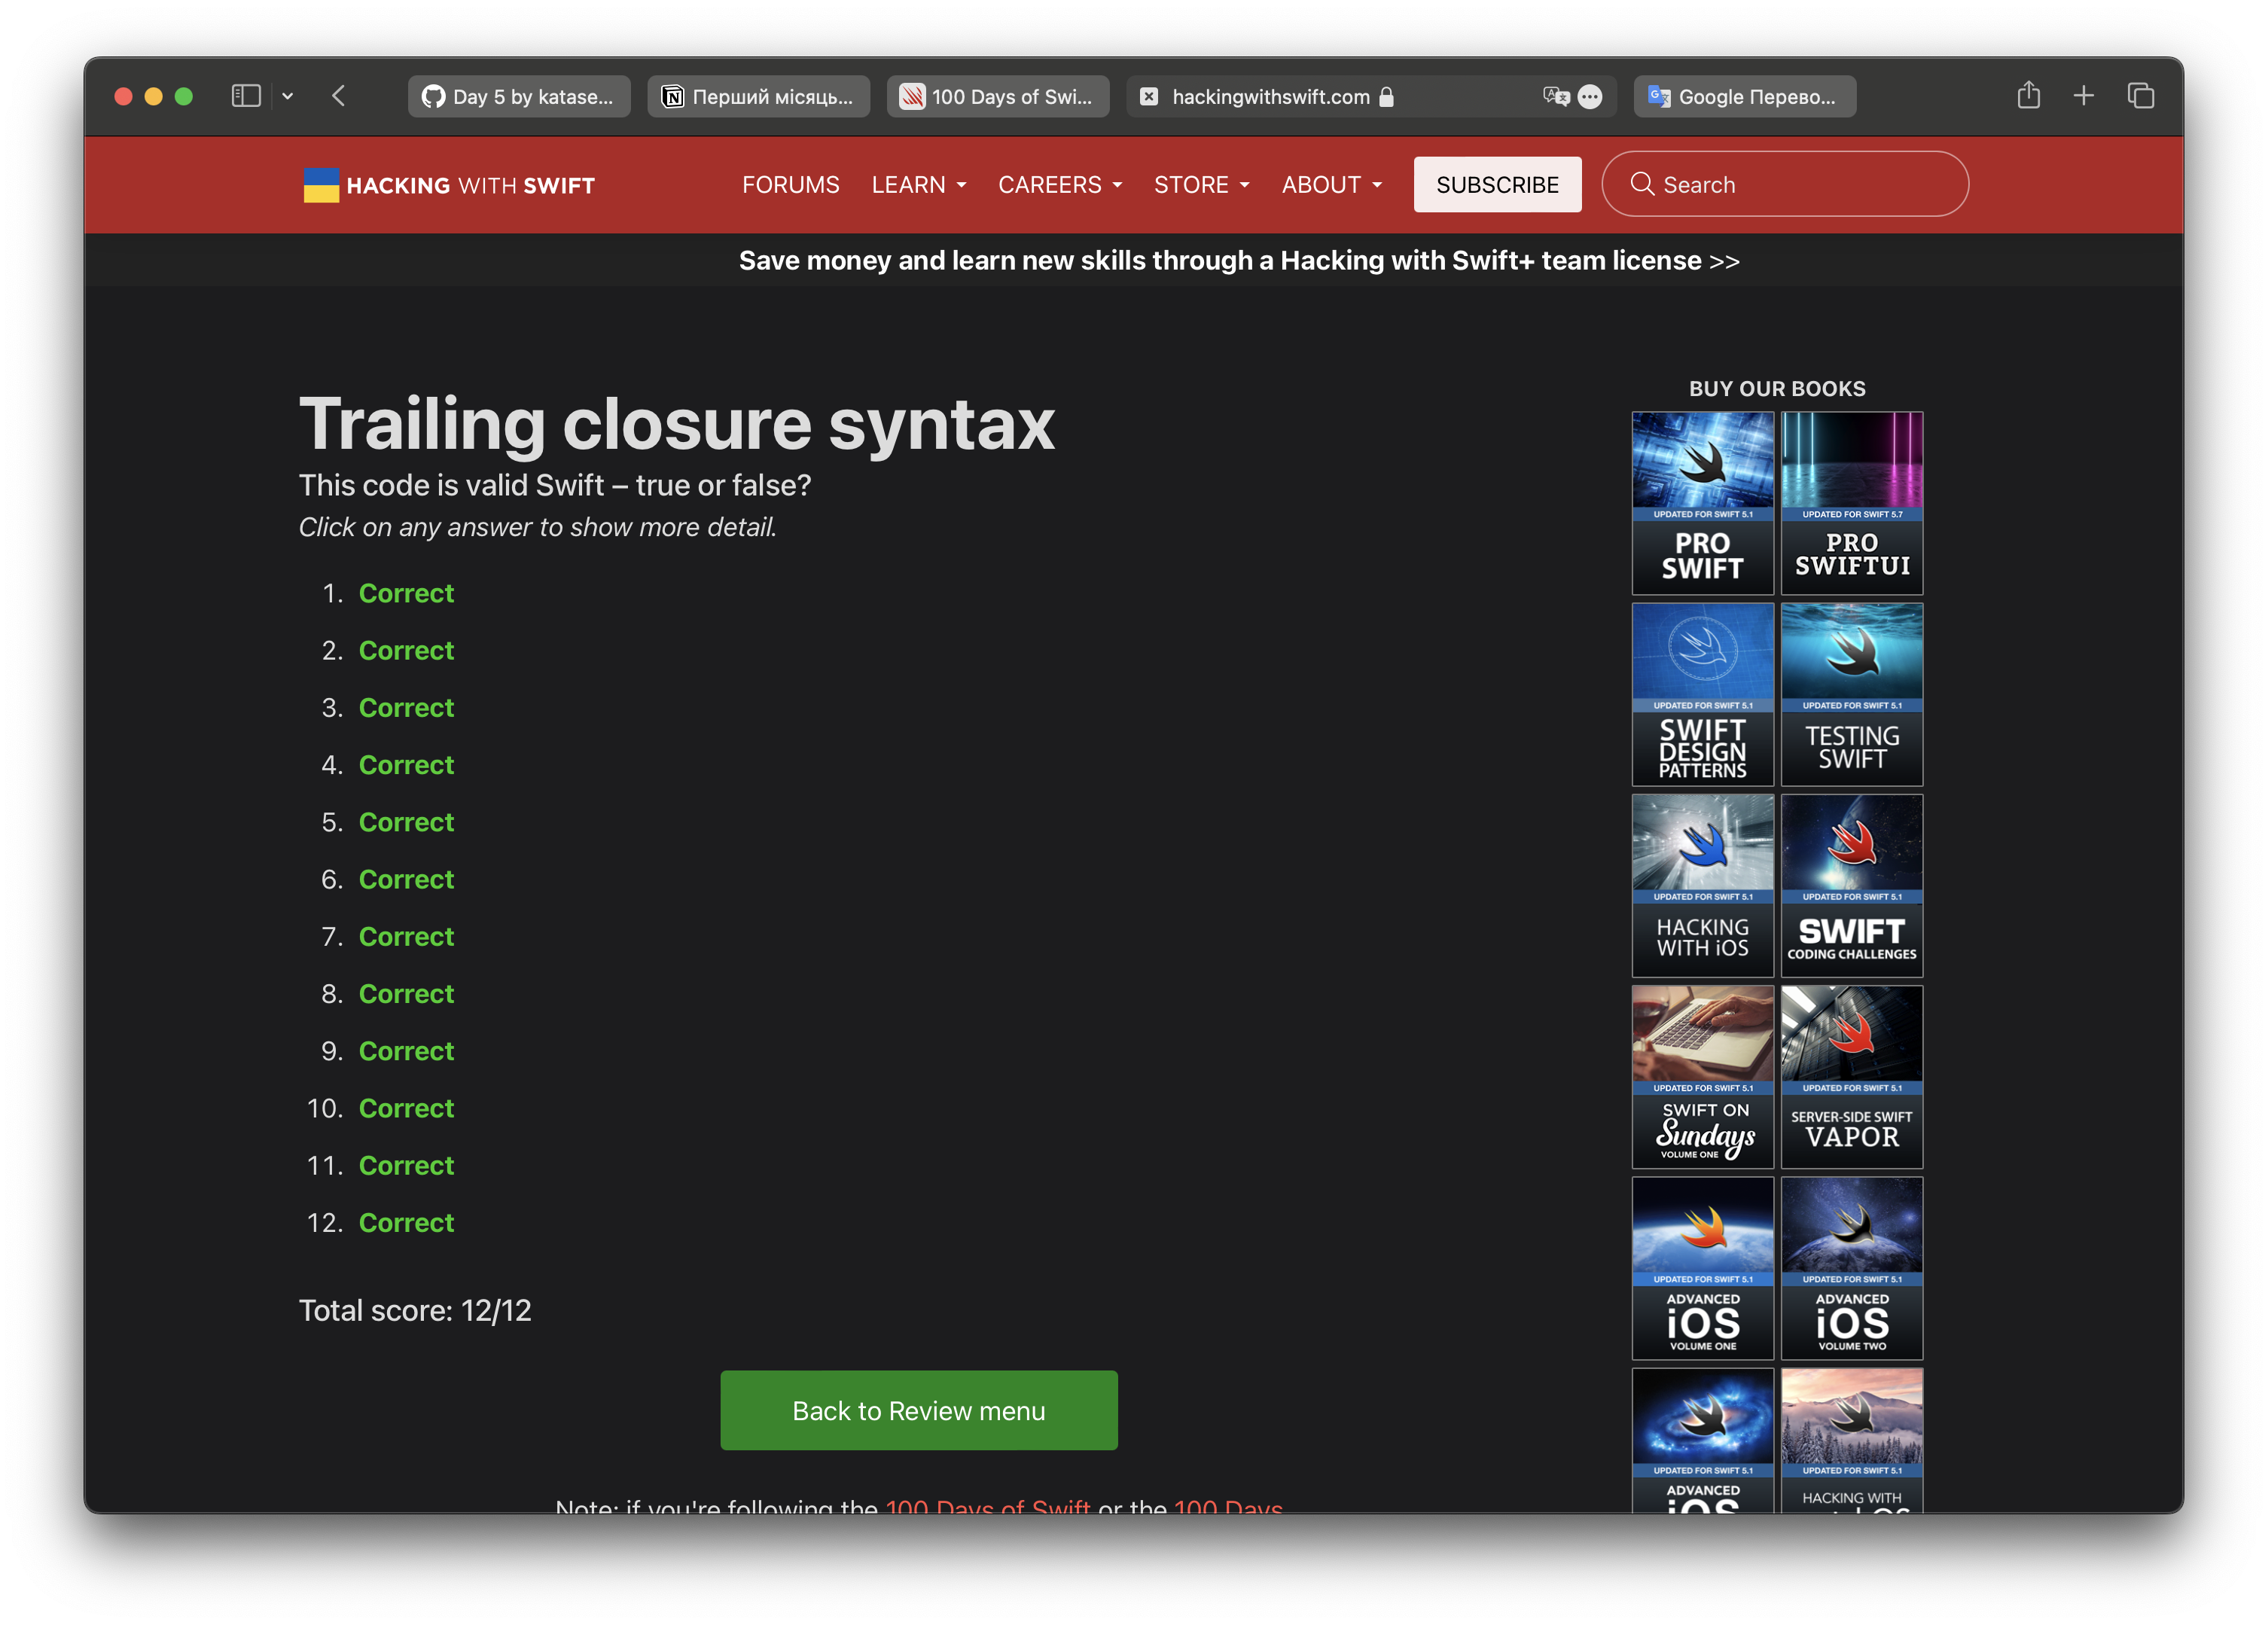 Day 5 by katase...
Перший місяць...
100 Days of Swi...
hackingwithswift.com
Google Перево...
HACKING WITH SWIFT
FORUMS
LEARN
CAREERS
STORE
ABOUT
SUBSCRIBE
Search
Save money and learn new skills through a Hacking with Swift+ team license >>
Trailing closure syntax
This code is valid Swift – true or false?
Click on any answer to show more detail.
1. Correct
2. Correct
3. Correct
4. Correct
5. Correct
6. Correct
7. Correct
8. Correct
9. Correct
10. Correct
11. Correct
12. Correct
Total score: 12/12
Back to Review menu
Note: if you're following the 100 Days of Swift or the 100 Days
BUY OUR BOOKS
UPDATED FOR SWIFT 5.1
PRO
SWIFT
UPDATED FOR SWIFT 5.7
PRO
SWIFTUI
UPDATED FOR SWIFT 5.1
SWIFT
DESIGN
PATTERNS
UPDATED FOR SWIFT 5.1
TESTING
SWIFT
UPDATED FOR SWIFT 5.1
HACKING
WITH iOS
UPDATED FOR SWIFT 5.1
SWIFT
CODING CHALLENGES
UPDATED FOR SWIFT 5.1
SWIFT ON
Sundays
VOLUME ONE
UPDATED FOR SWIFT 5.1
SERVER-SIDE SWIFT
VAPOR
UPDATED FOR SWIFT 5.1
ADVANCED
iOS
VOLUME ONE
UPDATED FOR SWIFT 5.1
ADVANCED
iOS
VOLUME TWO
UPDATED FOR SWIFT 5.1
ADVANCED
iOS
UPDATED FOR SWIFT 5.1
HACKING WITH